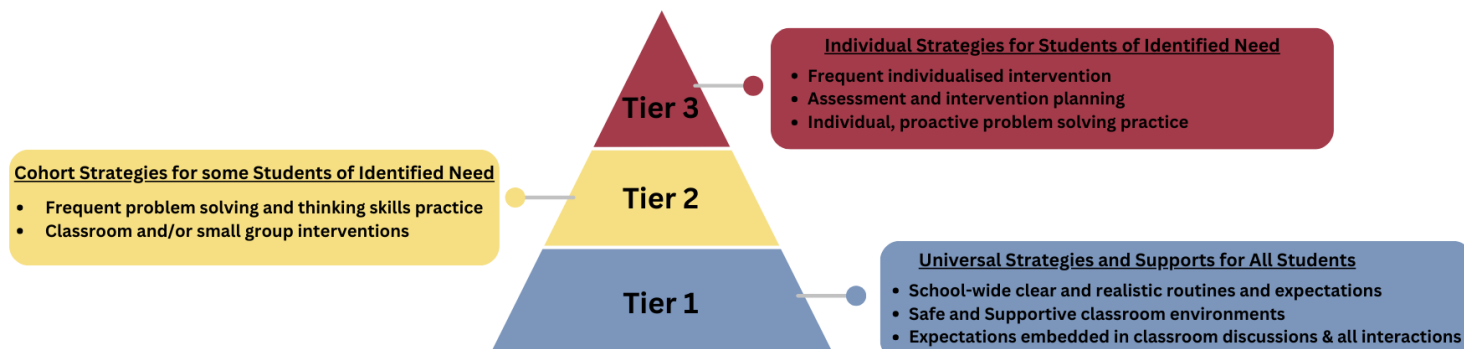 Tier 3
Individual Strategies for Students of Identified Need
• Frequent individualised intervention
• Assessment and intervention planning
• Individual, proactive problem solving practice
Cohort Strategies for some Students of Identified Need
• Frequent problem solving and thinking skills practice
• Classroom and/or small group interventions
Tier 2
Tier 1
Universal Strategies and Supports for All Students
• School-wide clear and realistic routines and expectations
• Safe and Supportive classroom environments
• Expectations embedded in classroom discussions & all interactions